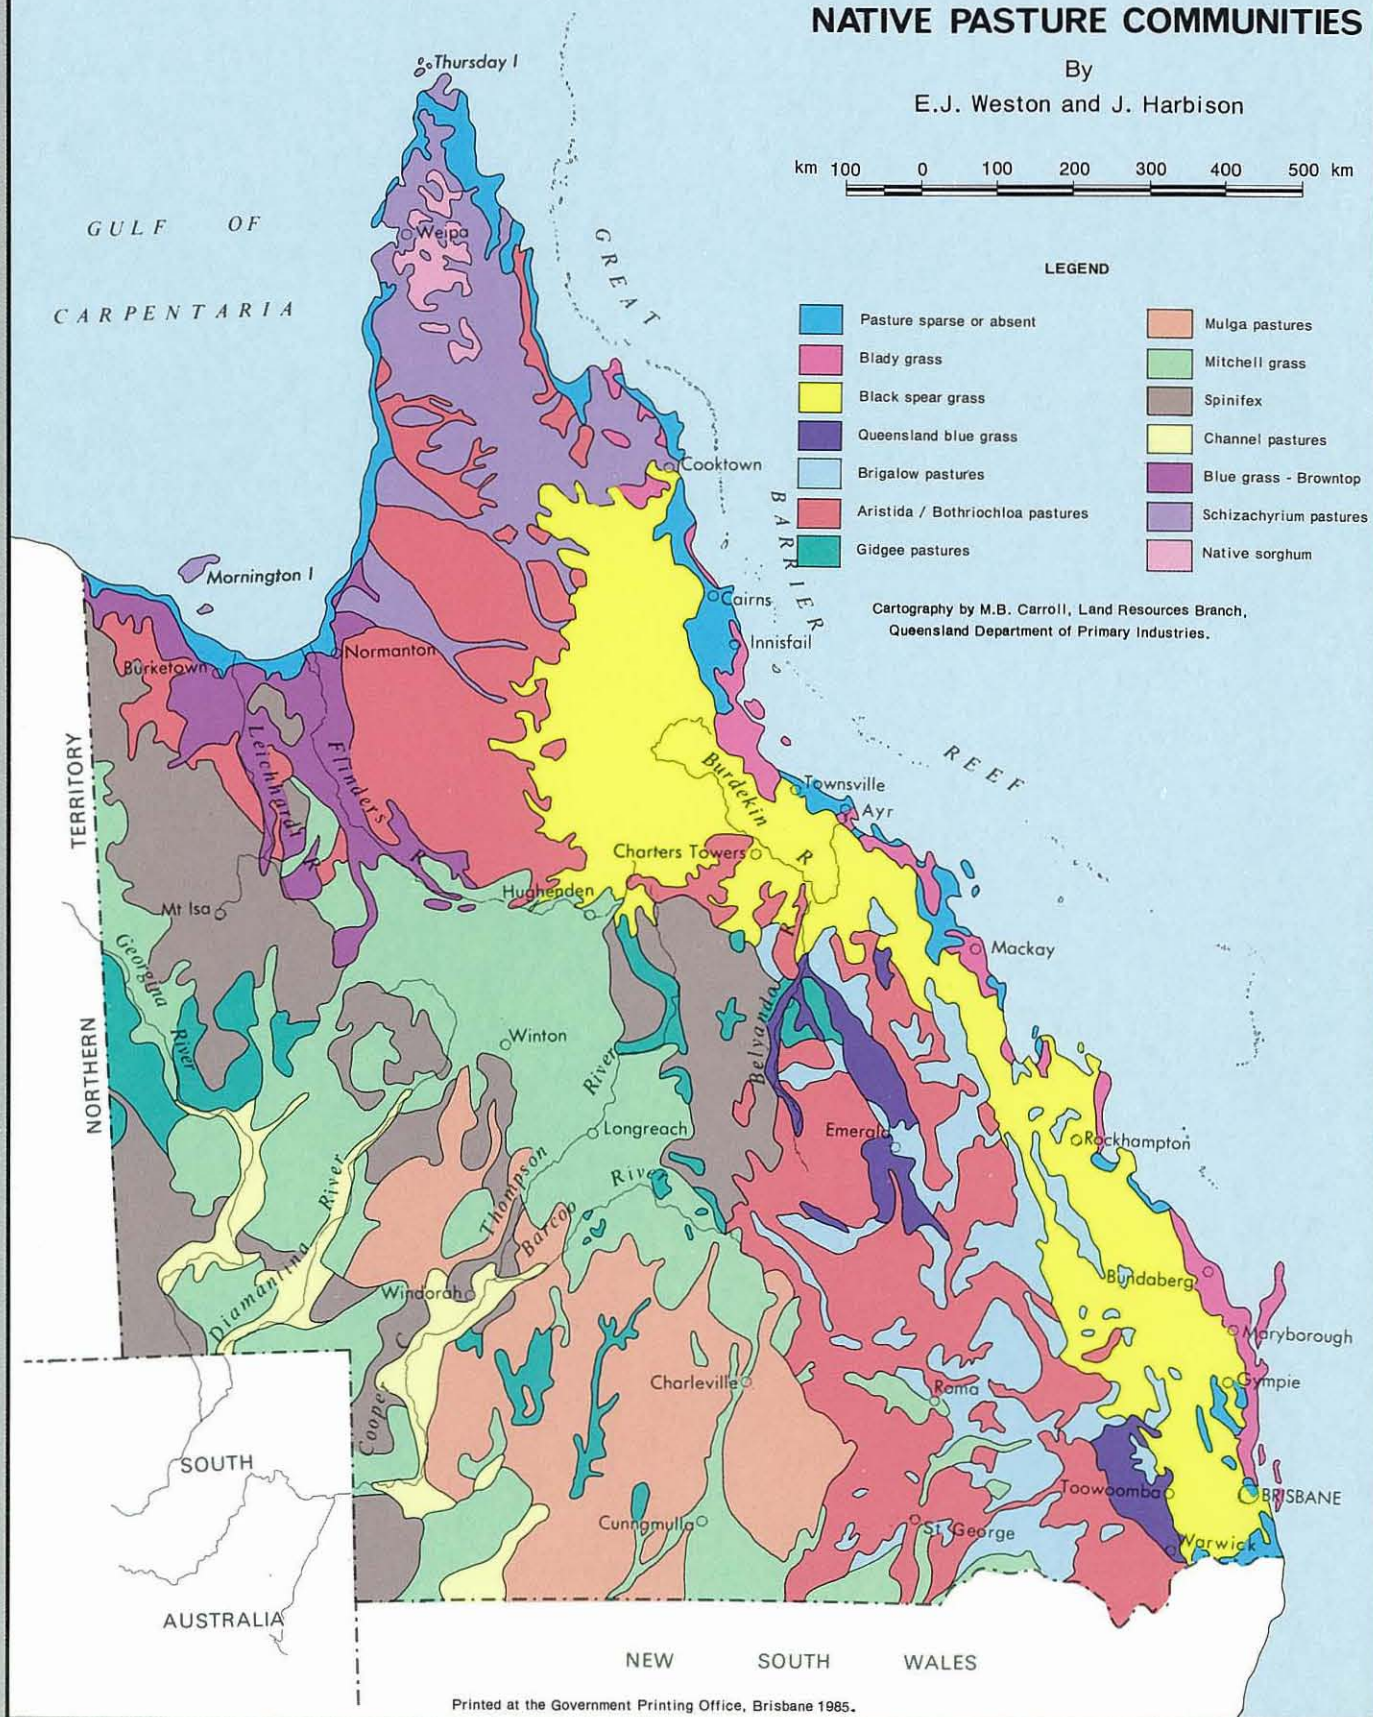 NATIVE PASTURE COMMUNITIES
By
E.J. Weston and J. Harbison
km 100 0 100 200 300 400 500 km
LEGEND
Pasture sparse or absent
Blady grass
Black spear grass
Queensland blue grass
Brigalow pastures
Aristida / Bothriochloa pastures
Gidgee pastures
Mulga pastures
Mitchell grass
Spinifex
Channel pastures
Blue grass - Browntop
Schizachyrium pastures
Native sorghum
Cartography by M.B. Carroll, Land Resources Branch,
Queensland Department of Primary Industries.
Thursday I
GULF OF
CARPENTARIA
Weipa
GREAT
BARRIER
REEF
Cooktown
Mornington I
Cairns
Innisfail
Normanton
Burketown
Leichhardt
R
Flinders
R
Burdekin
R
Townsville
Ayr
Charters Towers
Hughenden
Mt Isa
TERRITORY
NORTHERN
Georgina
River
Mackay
R
Belyando
Winton
River
Longreach
Emerald
Rockhampton
River
Thompson
Barcoo
River
Diamantina
Windorah
C
Cooper
Bundaberg
Maryborough
Gympie
Charleville
Roma
Toowoomba
BRISBANE
Cunnamulla
St George
Warwick
SOUTH
AUSTRALIA
NEW SOUTH WALES
Printed at the Government Printing Office, Brisbane 1985.